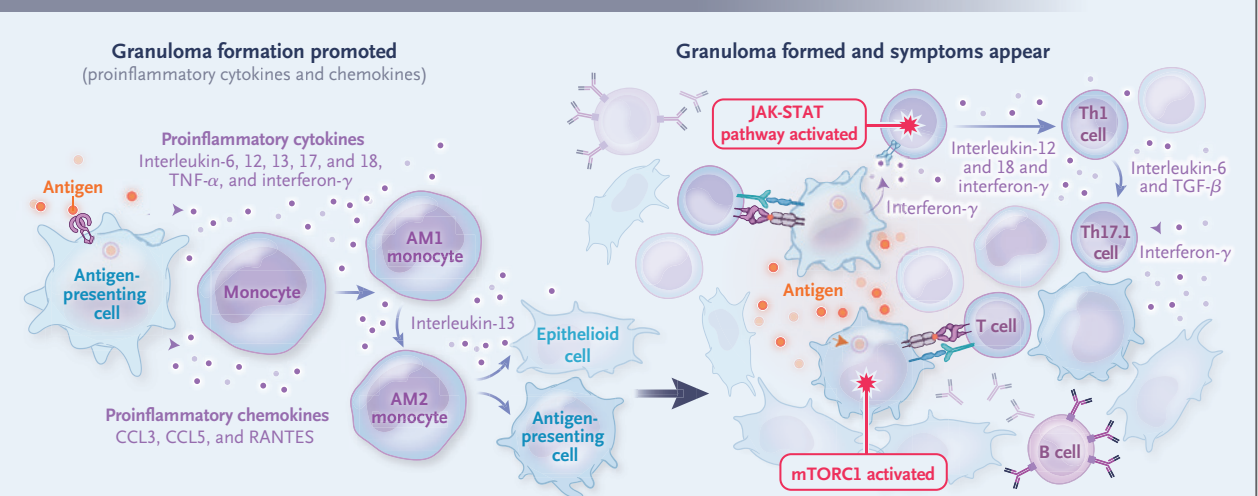 Granuloma formation promoted
(proinflammatory cytokines and chemokines)
Proinflammatory cytokines
Interleukin-6, 12, 13, 17, and 18,
TNF-α, and interferon-γ
Antigen
Antigen-
presenting
cell
Monocyte
AM1
monocyte
Interleukin-13
AM2
monocyte
Epithelioid
cell
Antigen-
presenting
cell
Proinflammatory chemokines
CCL3, CCL5, and RANTES
Granuloma formed and symptoms appear
JAK-STAT
pathway activated
Interleukin-12
and 18 and
interferon-γ
Th1
cell
Interleukin-6
and TGF-β
Interferon-γ
Th17.1
cell
Interferon-γ
Antigen
T cell
B cell
mTORC1 activated